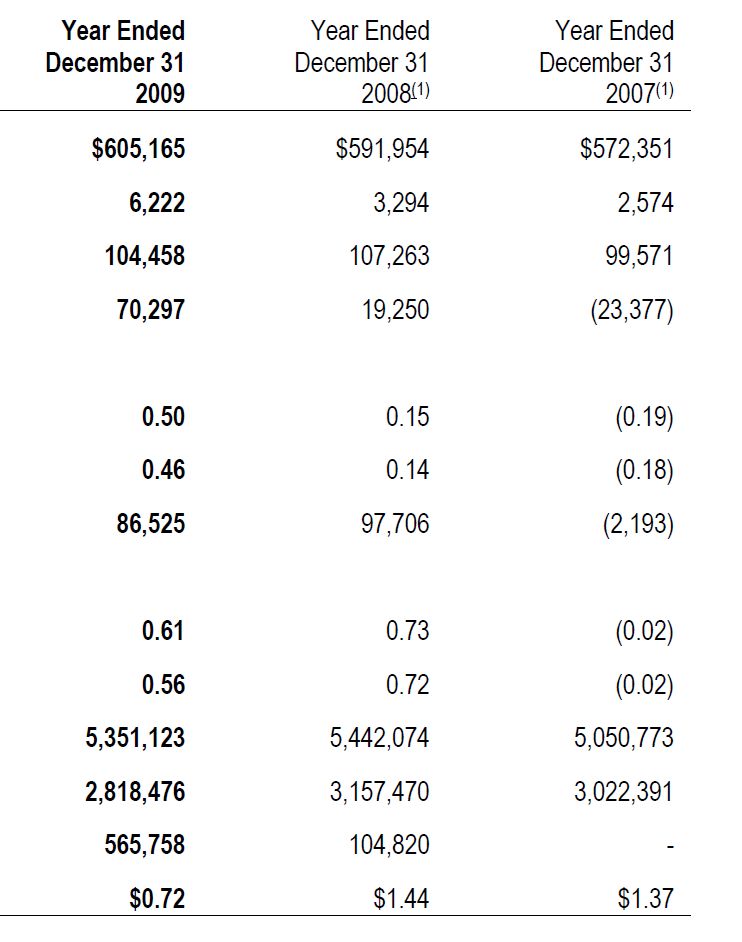 Year Ended Year Ended Year Ended
December 31 December 31 December 31
2009 2008(1) 2007(1)
$605,165 $591,954 $572,351
6,222 3,294 2,574
104,458 107,263 99,571
70,297 19,250 (23,377)
0.50 0.15 (0.19)
0.46 0.14 (0.18)
86,525 97,706 (2,193)
0.61 0.73 (0.02)
0.56 0.72 (0.02)
5,351,123 5,442,074 5,050,773
2,818,476 3,157,470 3,022,391
565,758 104,820 -
$0.72 $1.44 $1.37